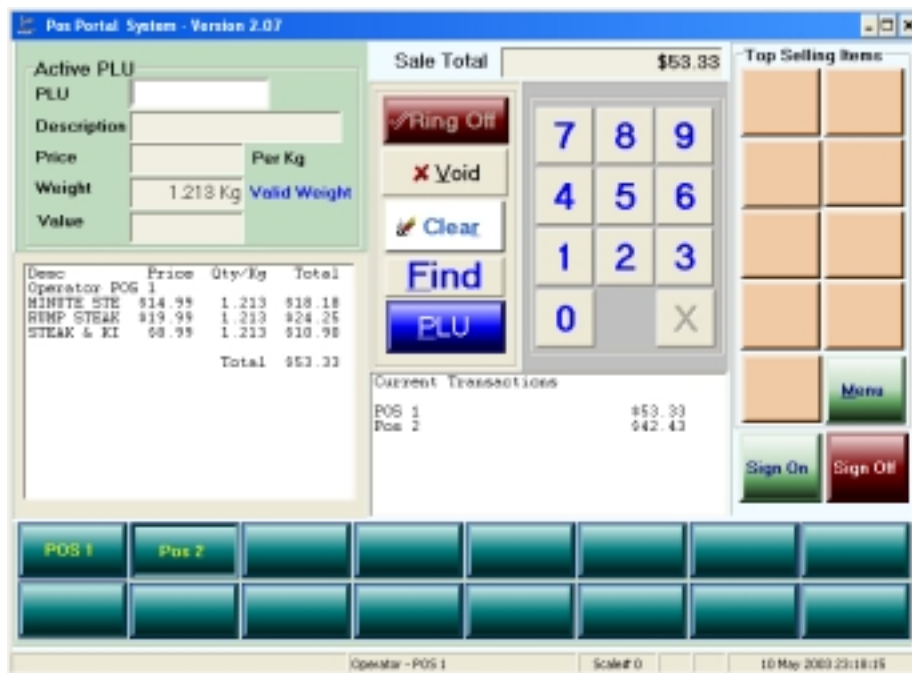 Pos Portal System - Version 2.07
Active PLU
PLU
Description
Price Per Kg
Weight 1.213 Kg Valid Weight
Value
Desc Price Qty/Kg Total
Operator POS 1
MINUTE STE $14.99 1.213 $18.18
RUMP STEAK $19.99 1.213 $24.25
STEAK & KI $8.99 1.213 $10.90
Total $53.33
Sale Total $53.33
Ring Off
Void
Clear
Find
PLU
7 8 9
4 5 6
1 2 3
0 X
Current Transactions
POS 1 $53.33
Pos 2 $42.43
Top Selling Items
Menu
Sign On Sign Off
POS 1 Pos 2
Operator - POS 1 Scale# 0 10 May 2003 23:18:15